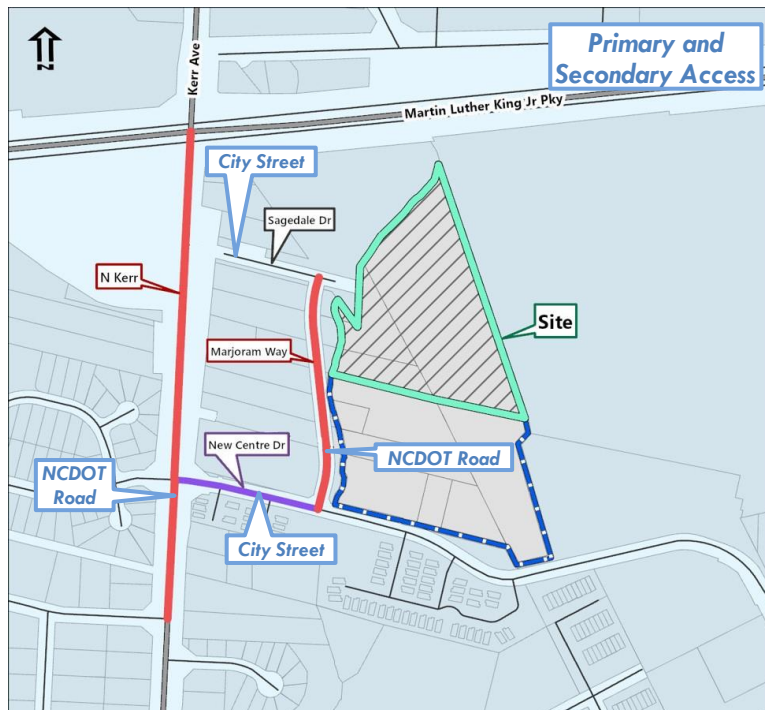 Primary and
Secondary Access
N
Kerr Ave
Martin Luther King Jr Pky
City Street
Sagedale Dr
N Kerr
Site
Marjoram Way
New Centre Dr
NCDOT Road
NCDOT
Road
City Street